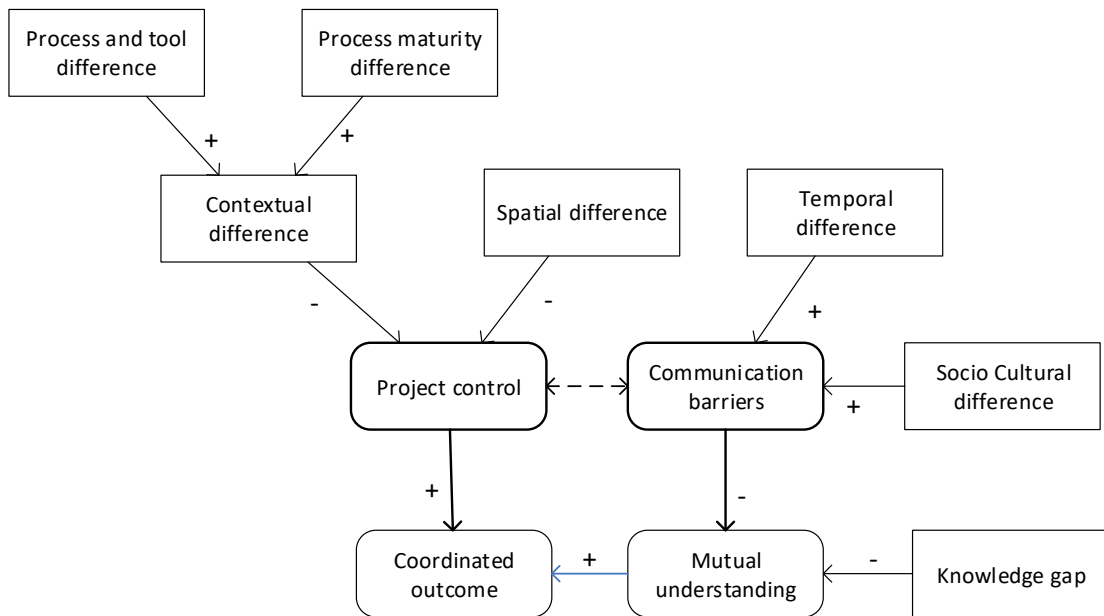 Process and tool
difference
Process maturity
difference
+
+
Contextual
difference
Spatial difference
Temporal
difference
-
-
+
Project control
Communication
barriers
Socio Cultural
difference
+
+
-
Coordinated
outcome
+
Mutual
understanding
-
Knowledge gap